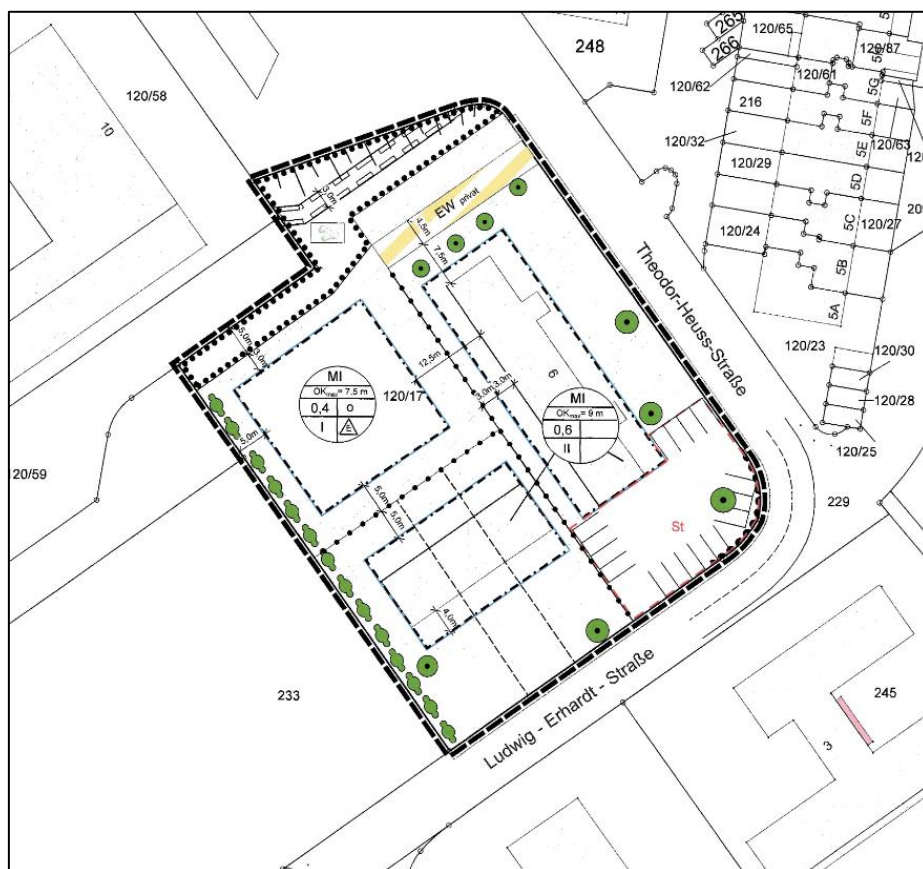 265
266
120/65
120/87
248
120/62
120/61
5G
120/58
216
5F
120/32
120/63
10
5E
120/29
3,0m
5D
EW privat
120/27
4,5m
5C
120/24
7,5m
5B
Theodor-Heuss-Straße
5A
5,0m
3,0m
120/23
12,5m
120/30
MI
OKmax= 7.5 m
0,4 o
I E
120/17
6
3,0m
3,0m
MI
OKmax= 9 m
0,6
II
120/28
5,0m
120/25
120/59
5,0m
5,0m
229
St
4,0m
Ludwig - Erhardt - Straße
233
245
3